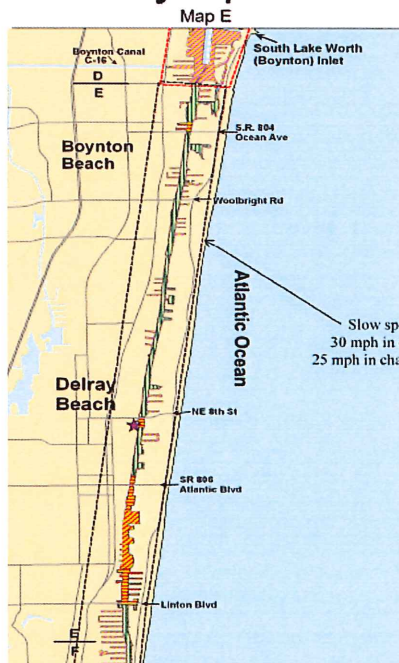 Map E
South Lake Worth
(Boynton) Inlet
Boynton Canal
C-16
D
E
S.R. 804
Ocean Ave
Boynton
Beach
Woolbright Rd
Atlantic Ocean
Slow sp
30 mph in
25 mph in cha
Delray
Beach
NE 8th St
SR 806
Atlantic Blvd
Linton Blvd
E
F